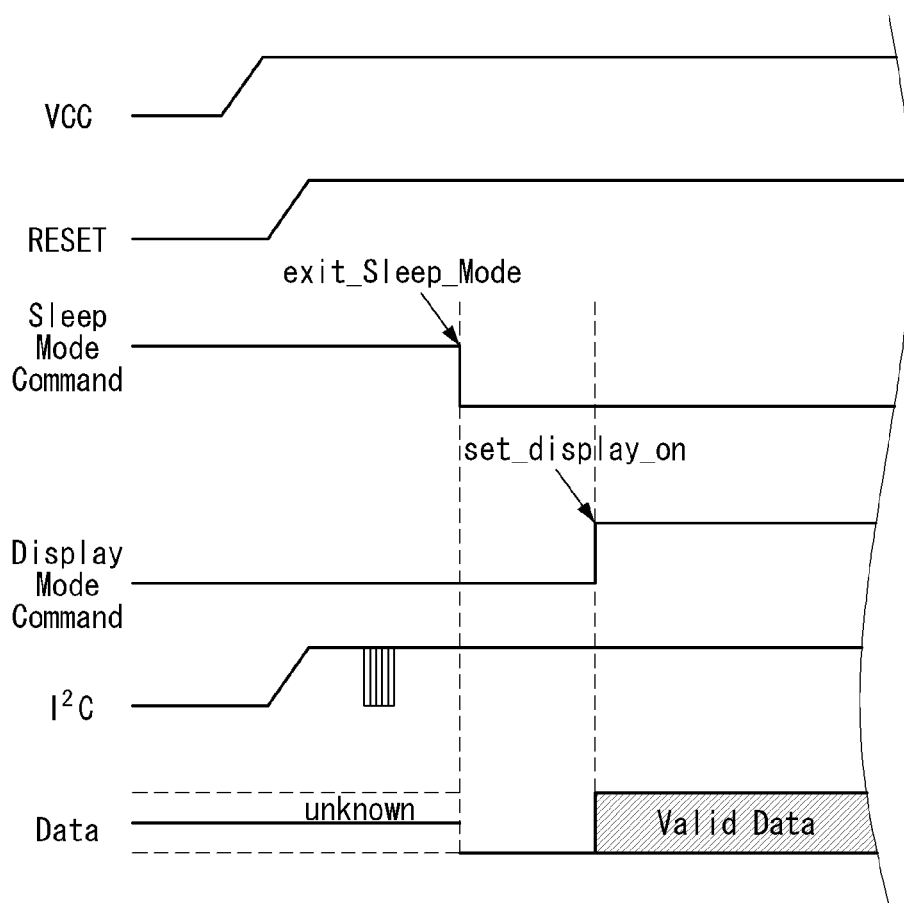 VCC
RESET
exit_Sleep_Mode
Sleep
Mode
Command
set_display_on
Display
Mode
Command
I²C
unknown
Data
Valid Data